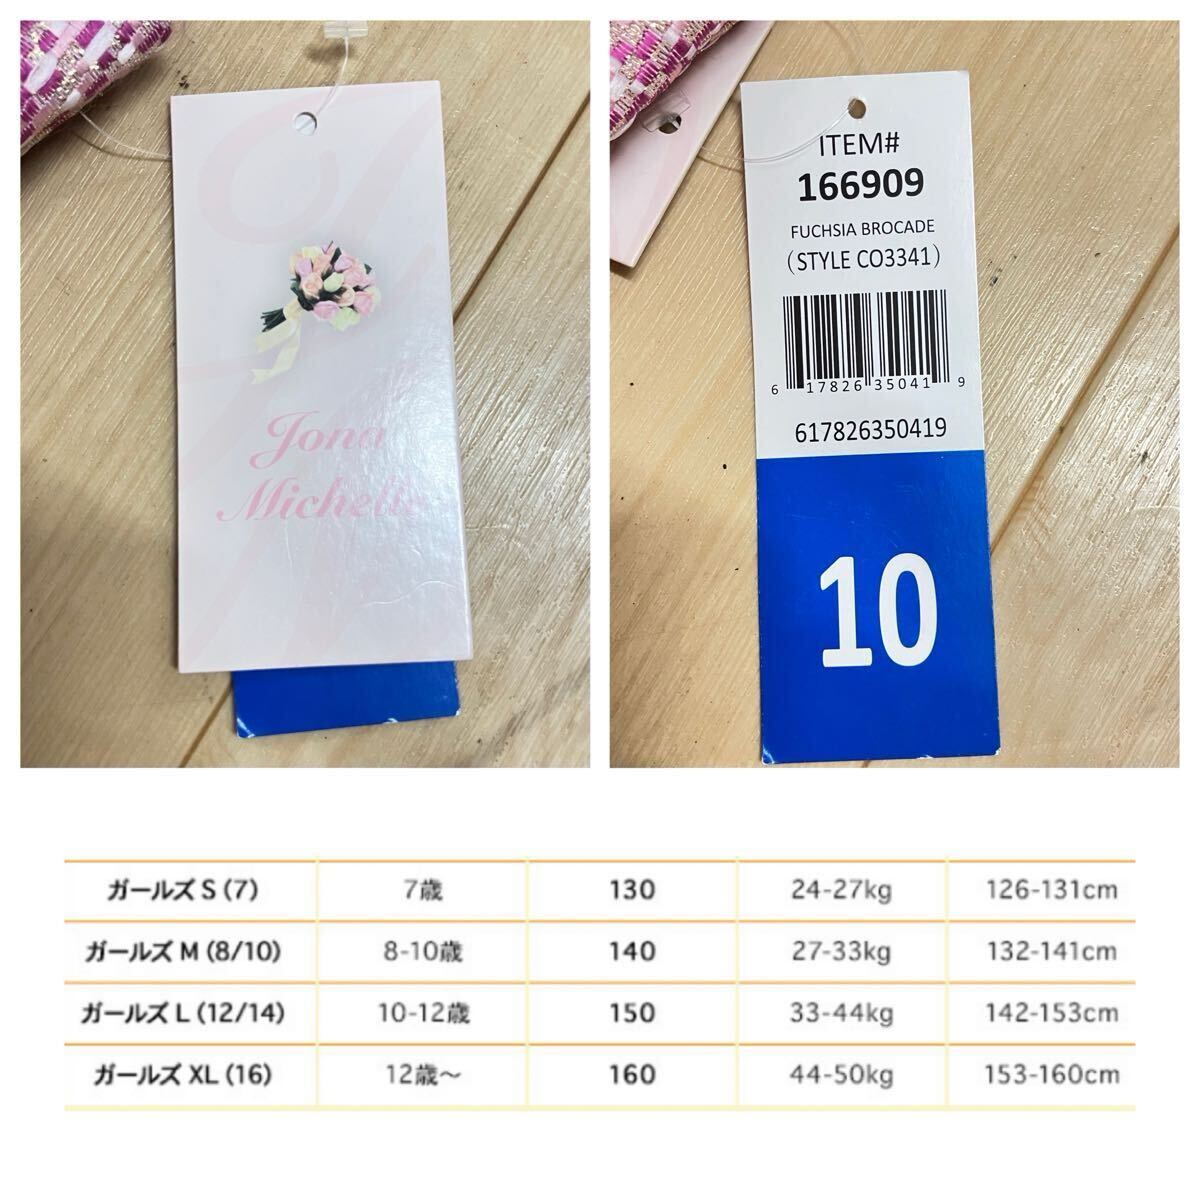 Jona
Michelle
ITEM#
166909
FUCHSIA BROCADE
(STYLE CO3341)
6 17826 35041 9
617826350419
10
ガールズ S (7) 7歳 130 24-27kg 126-131cm
ガールズ M (8/10) 8-10歳 140 27-33kg 132-141cm
ガールズ L (12/14) 10-12歳 150 33-44kg 142-153cm
ガールズ XL (16) 12歳〜 160 44-50kg 153-160cm